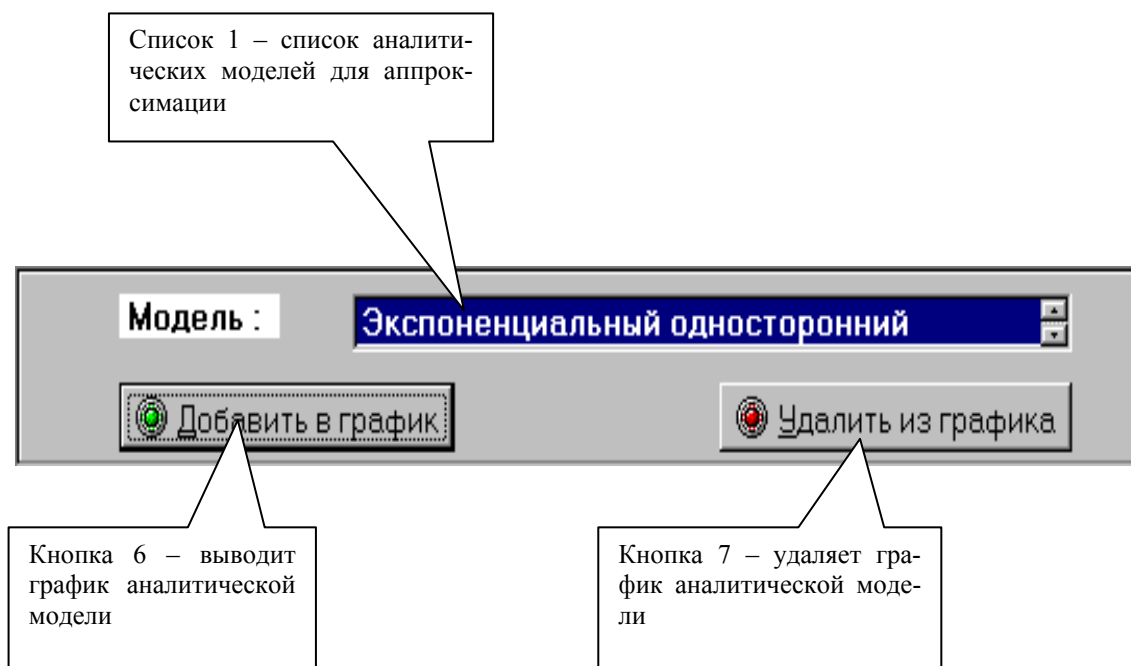 Список 1 – список аналити-
ческих моделей для аппрок-
симации
Модель :
Экспоненциальный односторонний
Добавить в график
Удалить из графика
Кнопка 6 – выводит
график аналитической
модели
Кнопка 7 – удаляет гра-
фик аналитической моде-
ли